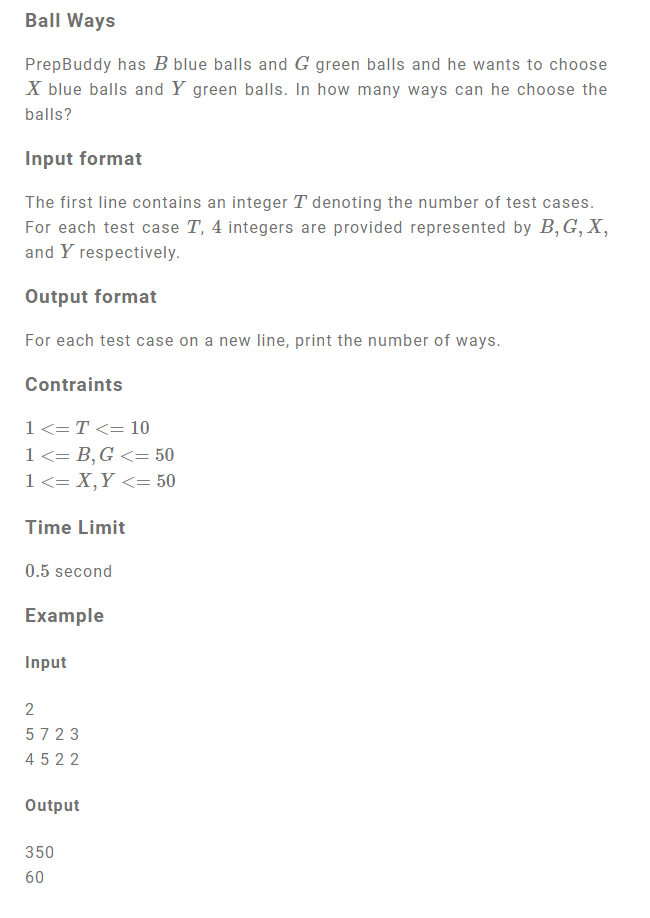 Ball Ways
PrepBuddy has B blue balls and G green balls and he wants to choose
X blue balls and Y green balls. In how many ways can he choose the
balls?
Input format
The first line contains an integer T denoting the number of test cases.
For each test case T, 4 integers are provided represented by B, G, X,
and Y respectively.
Output format
For each test case on a new line, print the number of ways.
Contraints
1 <= T <= 10
1 <= B, G <= 50
1 <= X, Y <= 50
Time Limit
0.5 second
Example
Input
2
5 7 2 3
4 5 2 2
Output
350
60